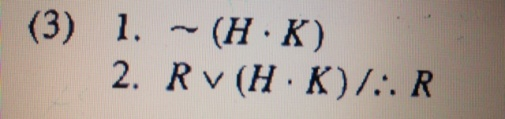 (3) 1. ~ (H · K)
2. R ∨ (H · K) /∴ R